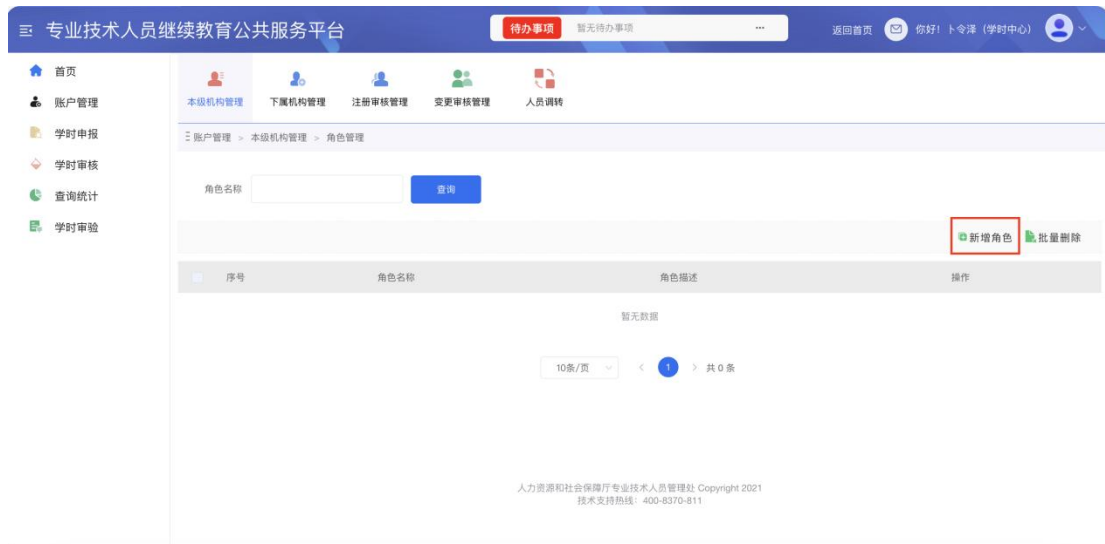 专业技术人员继续教育公共服务平台
待办事项 暂无待办事项 ...
返回首页 你好！卜令泽（学时中心）
首页
账户管理
学时申报
学时审核
查询统计
学时审验
本级机构管理 下属机构管理 注册审核管理 变更审核管理 人员调转
账户管理 > 本级机构管理 > 角色管理
角色名称 查询
新增角色 批量删除
序号 角色名称 角色描述 操作
暂无数据
10条/页 < 1 > 共 0 条
人力资源和社会保障厅专业技术人员管理处 Copyright 2021
技术支持热线：400-8370-811